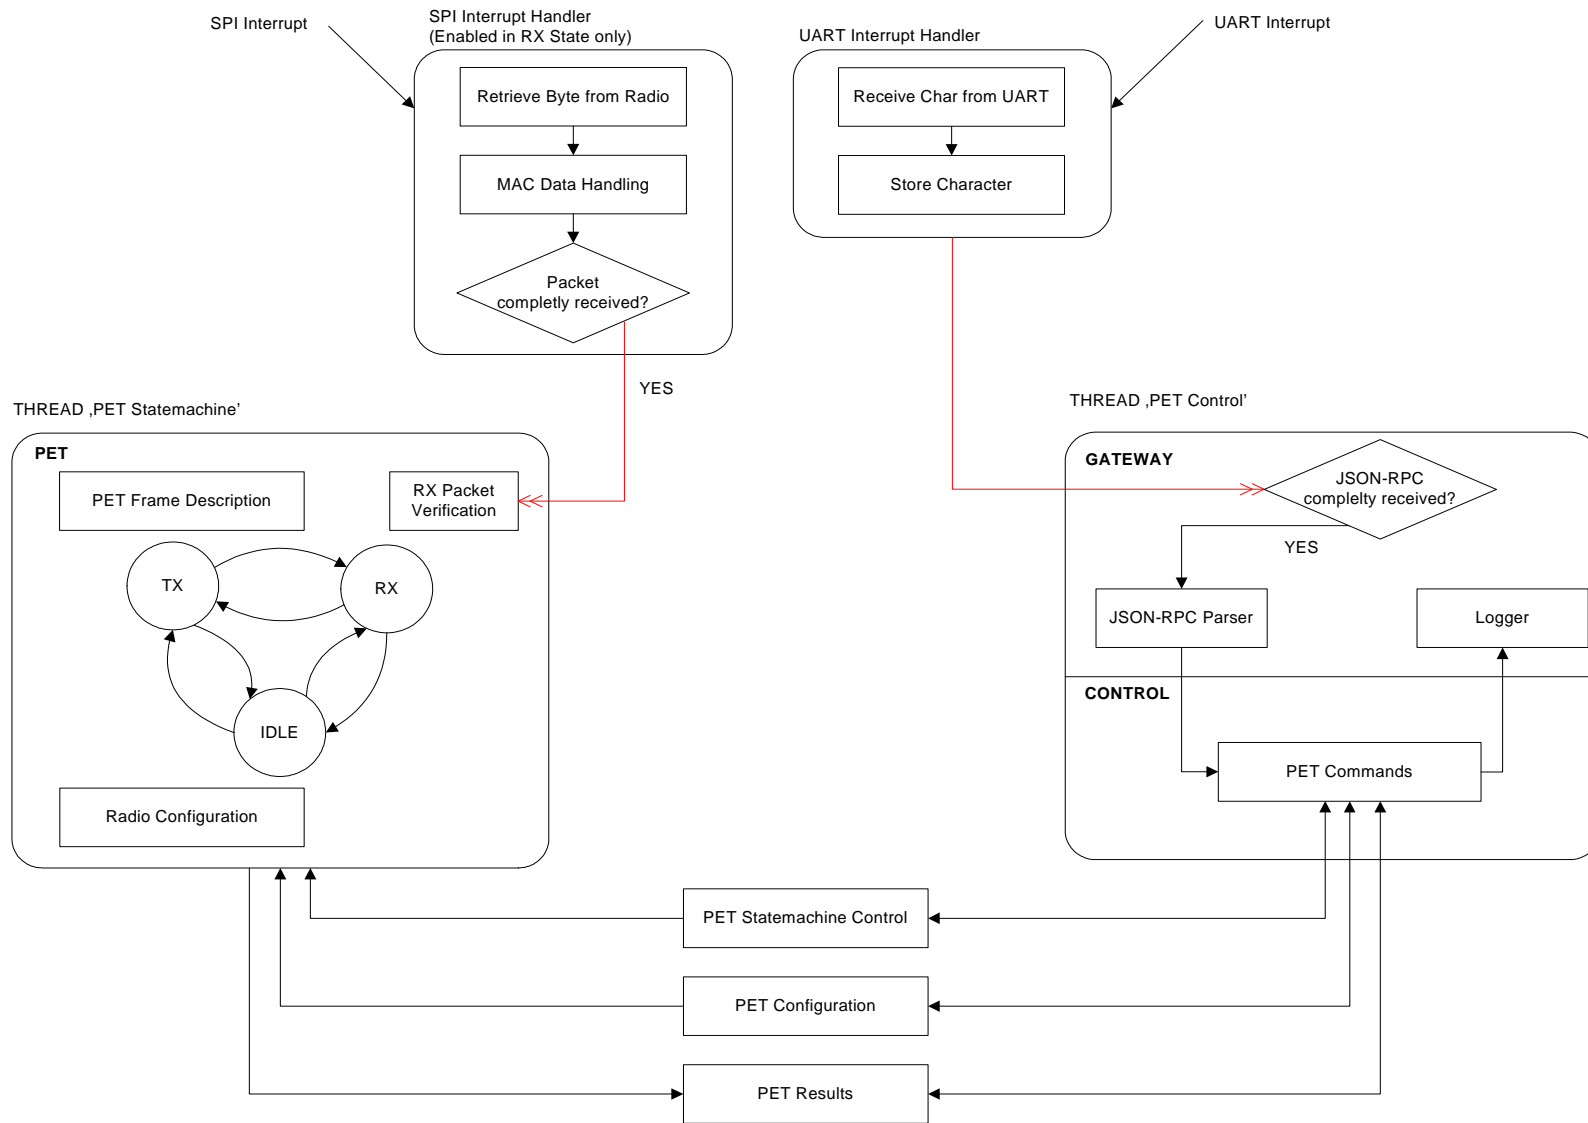 SPI Interrupt
SPI Interrupt Handler
(Enabled in RX State only)
UART Interrupt Handler
UART Interrupt
Retrieve Byte from Radio
MAC Data Handling
Packet
completly received?
YES
Receive Char from UART
Store Character
THREAD ‚PET Statemachine’
PET
PET Frame Description
RX Packet
Verification
TX
RX
IDLE
Radio Configuration
THREAD ‚PET Control’
GATEWAY
JSON-RPC
complelty received?
YES
JSON-RPC Parser
Logger
CONTROL
PET Commands
PET Statemachine Control
PET Configuration
PET Results